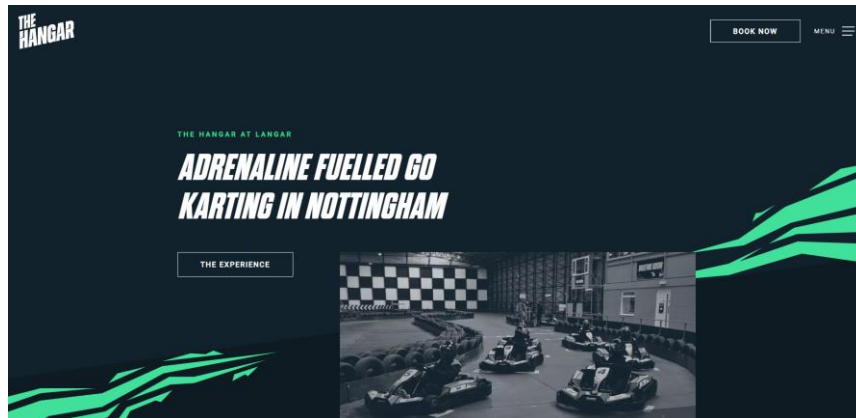 THE
HANGAR
BOOK NOW
MENU
THE HANGAR AT LANGAR
ADRENALINE FUELLED GO
KARTING IN NOTTINGHAM
THE EXPERIENCE